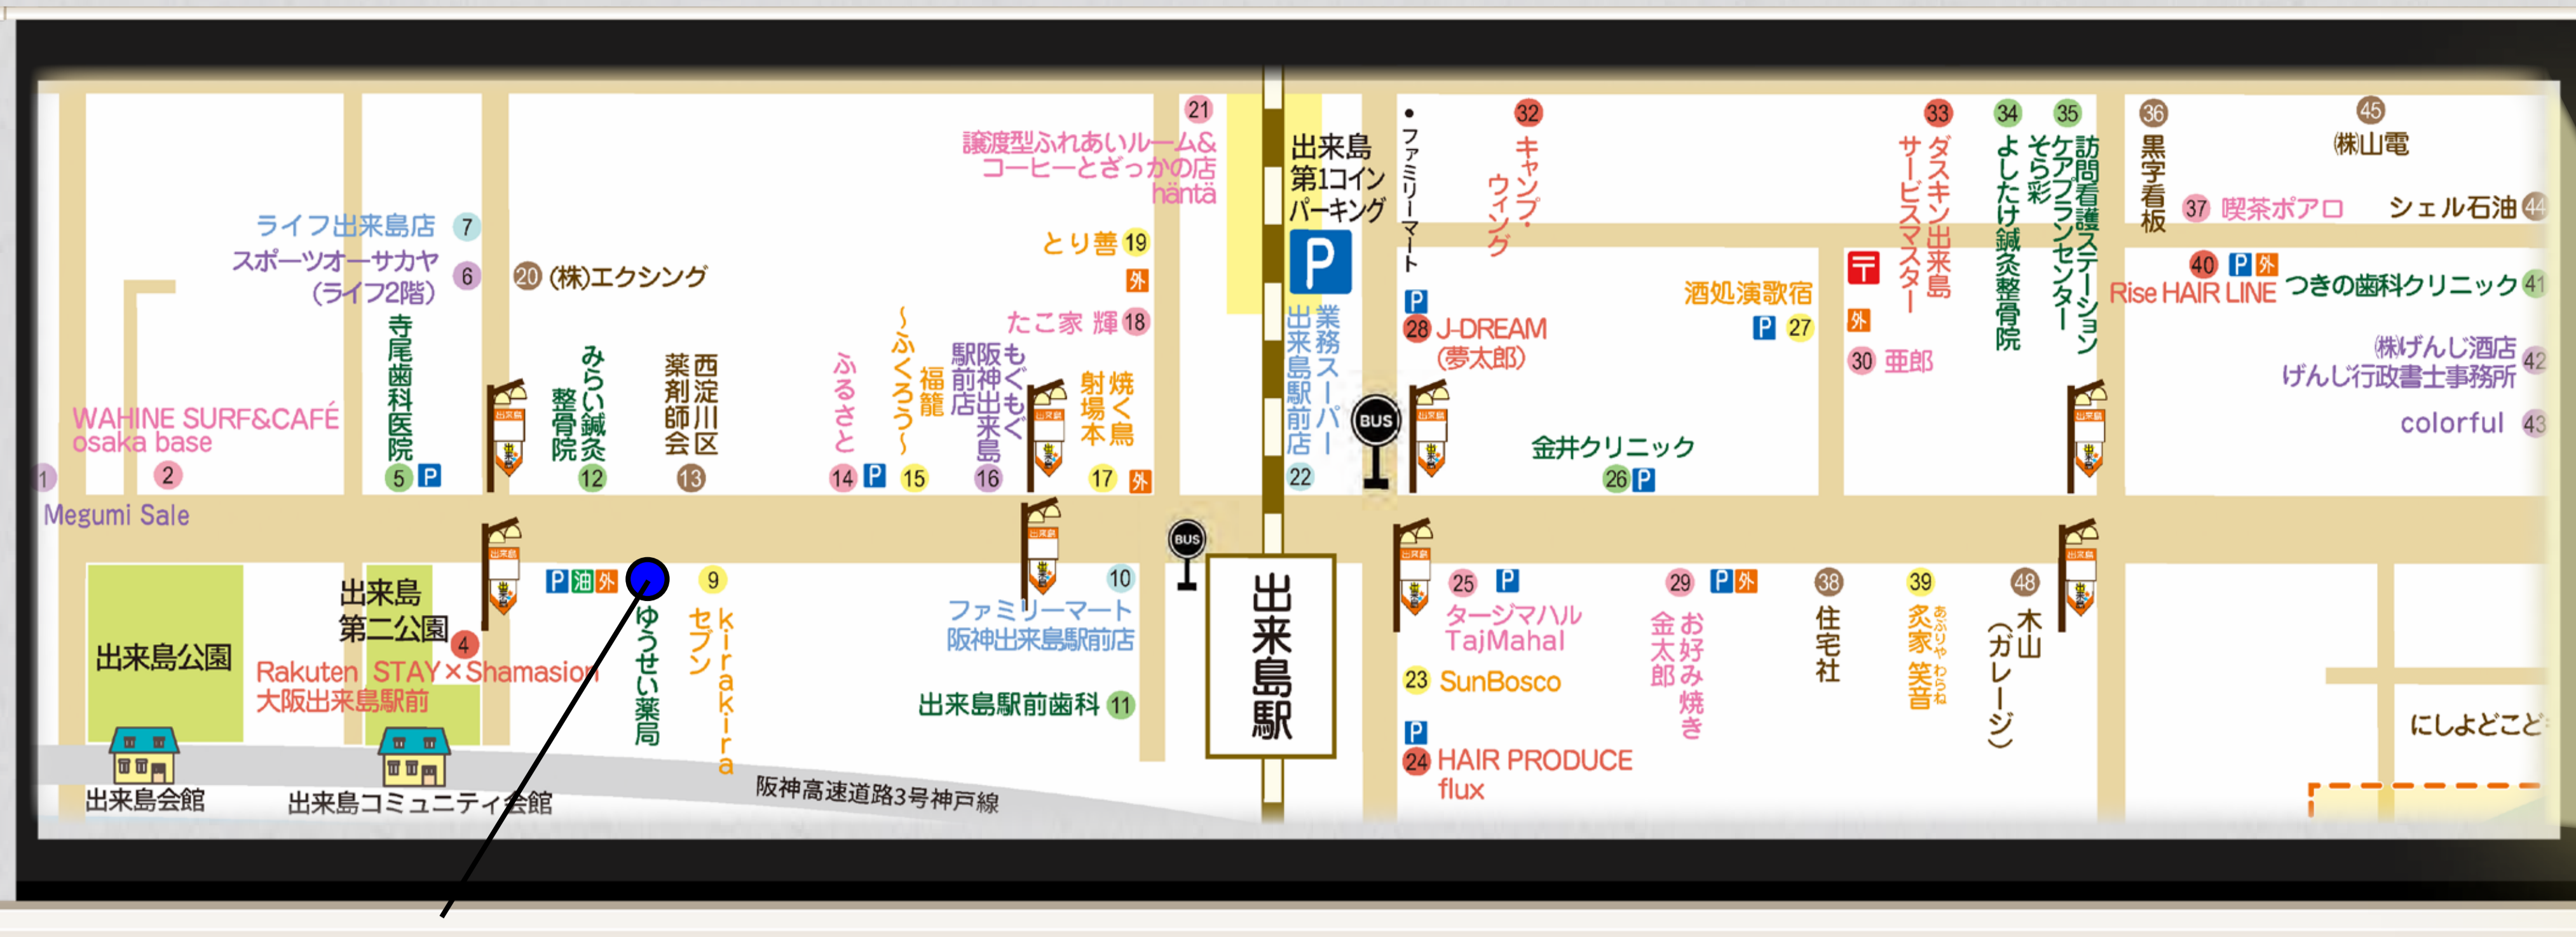 21
譲渡型ふれあいルーム&
コーヒーとざっかの店
häntä
ライフ出来島店 7
スポーツオーサカヤ 6
(ライフ2階)
20 (株)エクシング
とり善 19
外
たこ家 輝 18
WAHINE SURF&CAFÉ
osaka base
2
1
Megumi Sale
寺尾歯科医院
5 P
みらい鍼灸
整骨院
12
西淀川区
薬剤師会
13
ふるさと
14 P
福籠
~ふくろう~
15
もぐもぐ
阪神出来島
駅前店
16
焼く鳥
射場本
17 外
出来島
第1コイン
パーキング
P
業務スーパー
出来島駅前店
22
BUS
ファミリーマート
32
キャンプ・
ウィング
P
28 J-DREAM
(夢太郎)
酒処演歌宿
P 27
金井クリニック
26 P
〒
外
30 亜郎
33
ダスキン出来島
サービスマスター
34
よしたけ鍼灸整骨院
35
訪問看護ステーション
ケアプランセンター
そら彩
36
黒字看板
45
㈱山電
37 喫茶ポアロ
シェル石油 44
40 P 外
Rise HAIR LINE
つきの歯科クリニック 41
㈱げんじ酒店
げんじ行政書士事務所
42
colorful 43
出来島公園
出来島会館
出来島
第二公園
4
Rakuten STAY×Shamasion
大阪出来島駅前
出来島コミュニティ会館
P 油 外
ゆうせい薬局
9
kirakira
セブン
阪神高速道路3号神戸線
10
ファミリーマート
阪神出来島駅前店
出来島駅前歯科 11
BUS
出来島駅
25 P
タージマハル
TajMahal
23 SunBosco
P
24 HAIR PRODUCE
flux
29 P 外
お好み焼き
金太郎
38
住宅社
39
炙家 笑音
あぶりや わらね
48
木山
(ガレージ)
にしよどこど